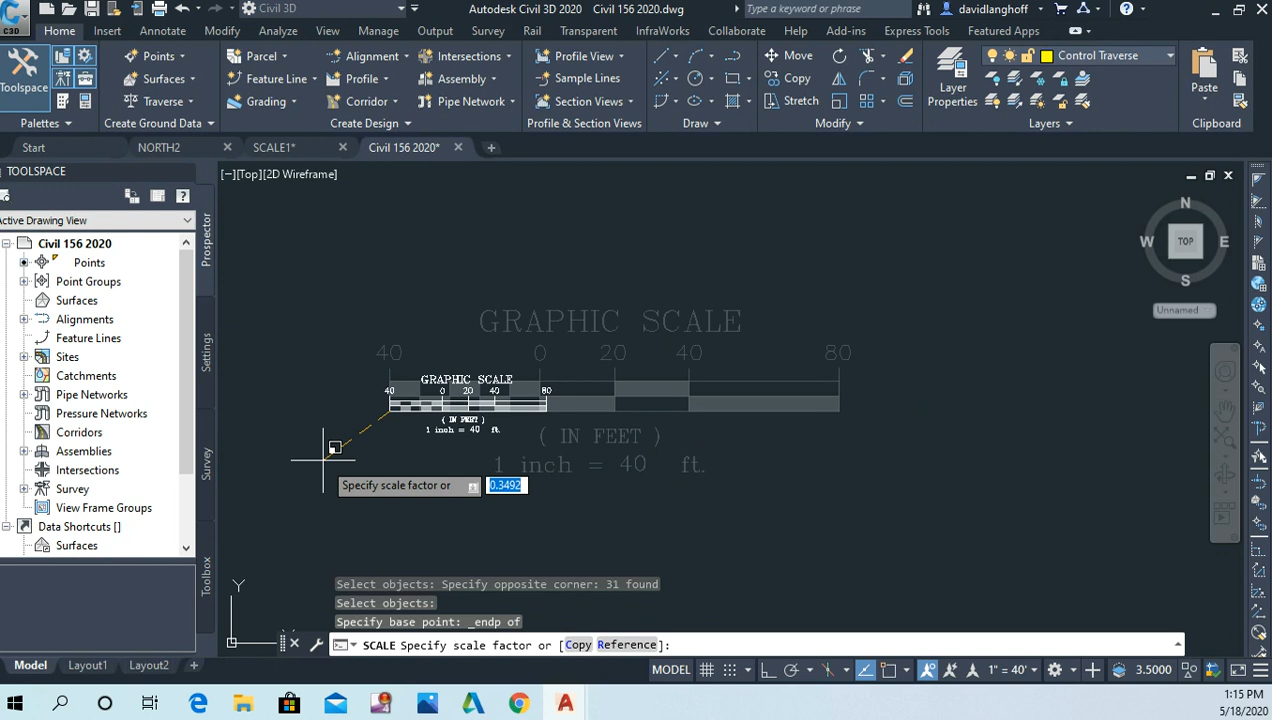 Civil 3D
Autodesk Civil 3D 2020 Civil 156 2020.dwg
Type a keyword or phrase
davidlanghoff
C3D
Home Insert Annotate Modify Analyze View Manage Output Survey Rail Transparent InfraWorks Collaborate Add-ins Express Tools Featured Apps
Toolspace
Points
Surfaces
Traverse
Parcel
Feature Line
Grading
Alignment
Profile
Corridor
Intersections
Assembly
Pipe Network
Profile View
Sample Lines
Section Views
Move
Copy
Stretch
Layer
Properties
Control Traverse
Paste
Palettes
Create Ground Data
Create Design
Profile & Section Views
Draw
Modify
Layers
Clipboard
Start
NORTH2
SCALE1*
Civil 156 2020*
TOOLSPACE
Active Drawing View
Civil 156 2020
Points
Point Groups
Surfaces
Alignments
Feature Lines
Sites
Catchments
Pipe Networks
Pressure Networks
Corridors
Assemblies
Intersections
Survey
View Frame Groups
Data Shortcuts []
Surfaces
Prospector
Settings
Survey
Toolbox
[−][Top][2D Wireframe]
N
W TOP E
S
Unnamed
GRAPHIC SCALE
40 0 20 40 80
GRAPHIC SCALE
40 0 20 40 80
( IN FEET )
1 inch = 40 ft.
( IN FEET )
1 inch = 40 ft.
Specify scale factor or 0.3492
Y
Select objects: Specify opposite corner: 31 found
Select objects:
Specify base point: _endp of
SCALE Specify scale factor or [Copy Reference]:
Model Layout1 Layout2
MODEL
1" = 40'
3.5000
1:15 PM
5/18/2020